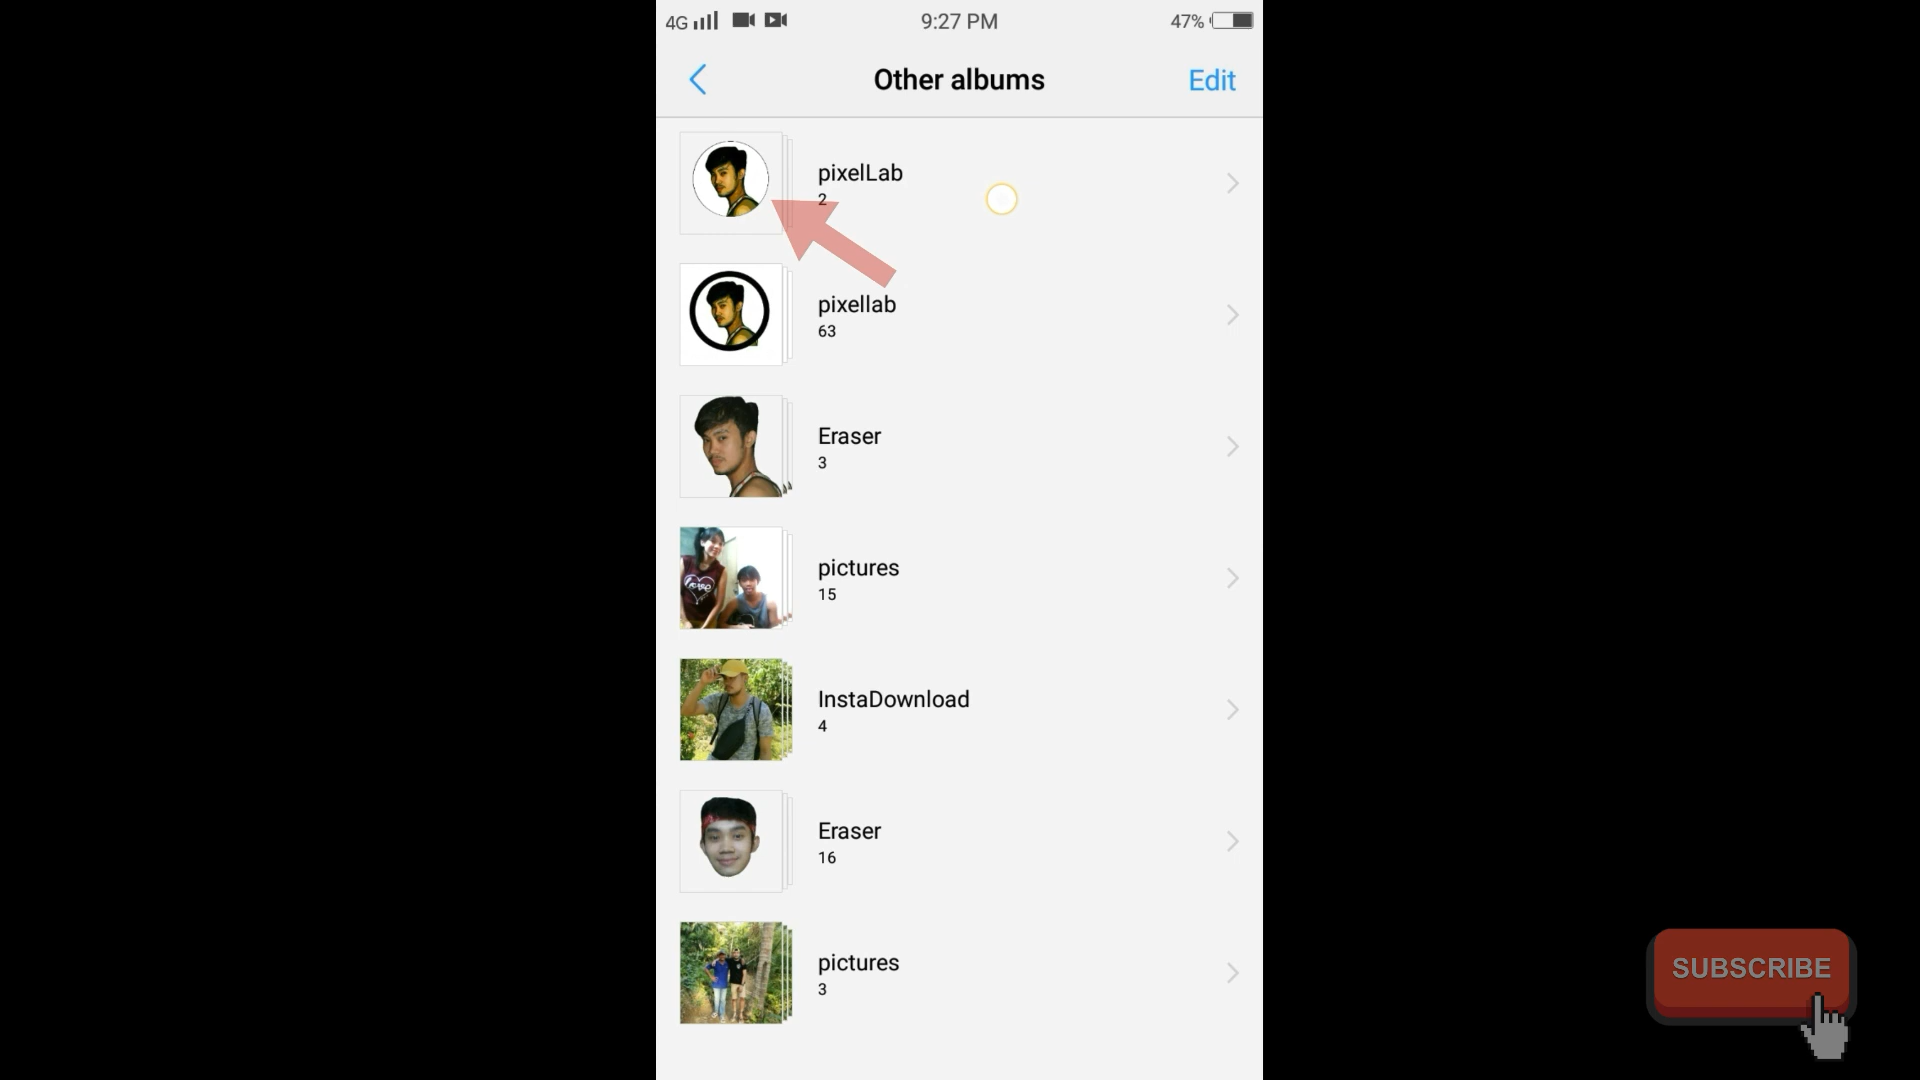 4G 9:27 PM 47%
Other albums Edit
pixelLab
2
pixellab
63
Eraser
3
pictures
15
InstaDownload
4
Eraser
16
pictures
3
SUBSCRIBE